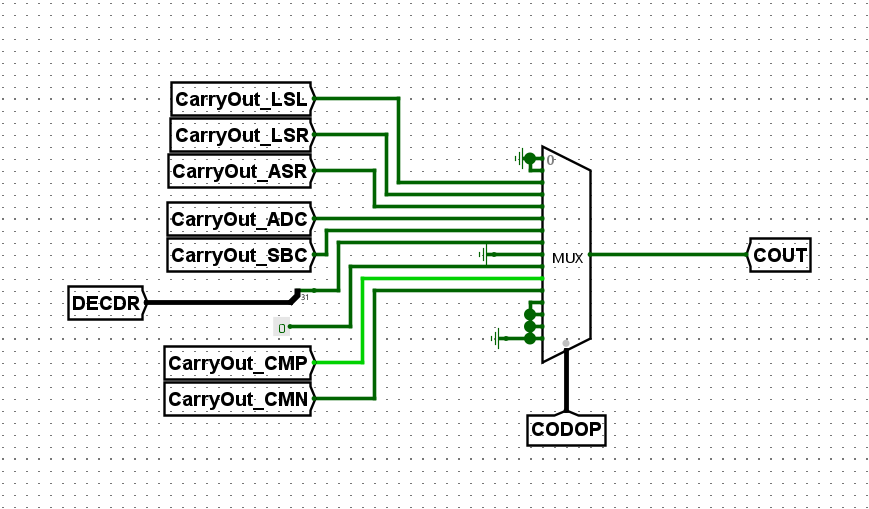 CarryOut_LSL
CarryOut_LSR
CarryOut_ASR
0
CarryOut_ADC
CarryOut_SBC
MUX
COUT
DECDR
31
0
CarryOut_CMP
CarryOut_CMN
CODOP